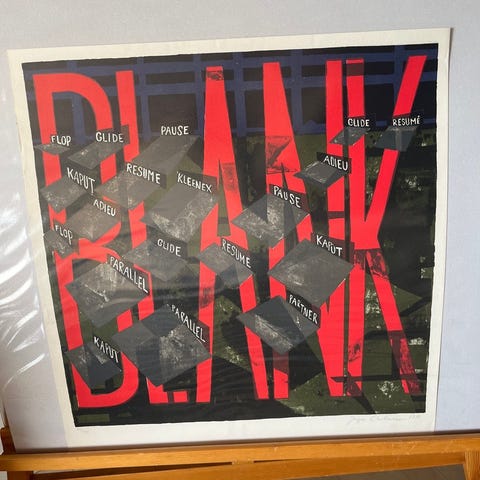 BLANK
BLANK
GLIDE
RESUMÉ
FLOP
GLIDE
PAUSE
ADIEU
KAPUT
RESUME
KLEENEX
PAUSE
ADIEU
FLOP
GLIDE
RESUME
KAPUT
PARALLEL
PARALLEL
PARTNER
KAPUT